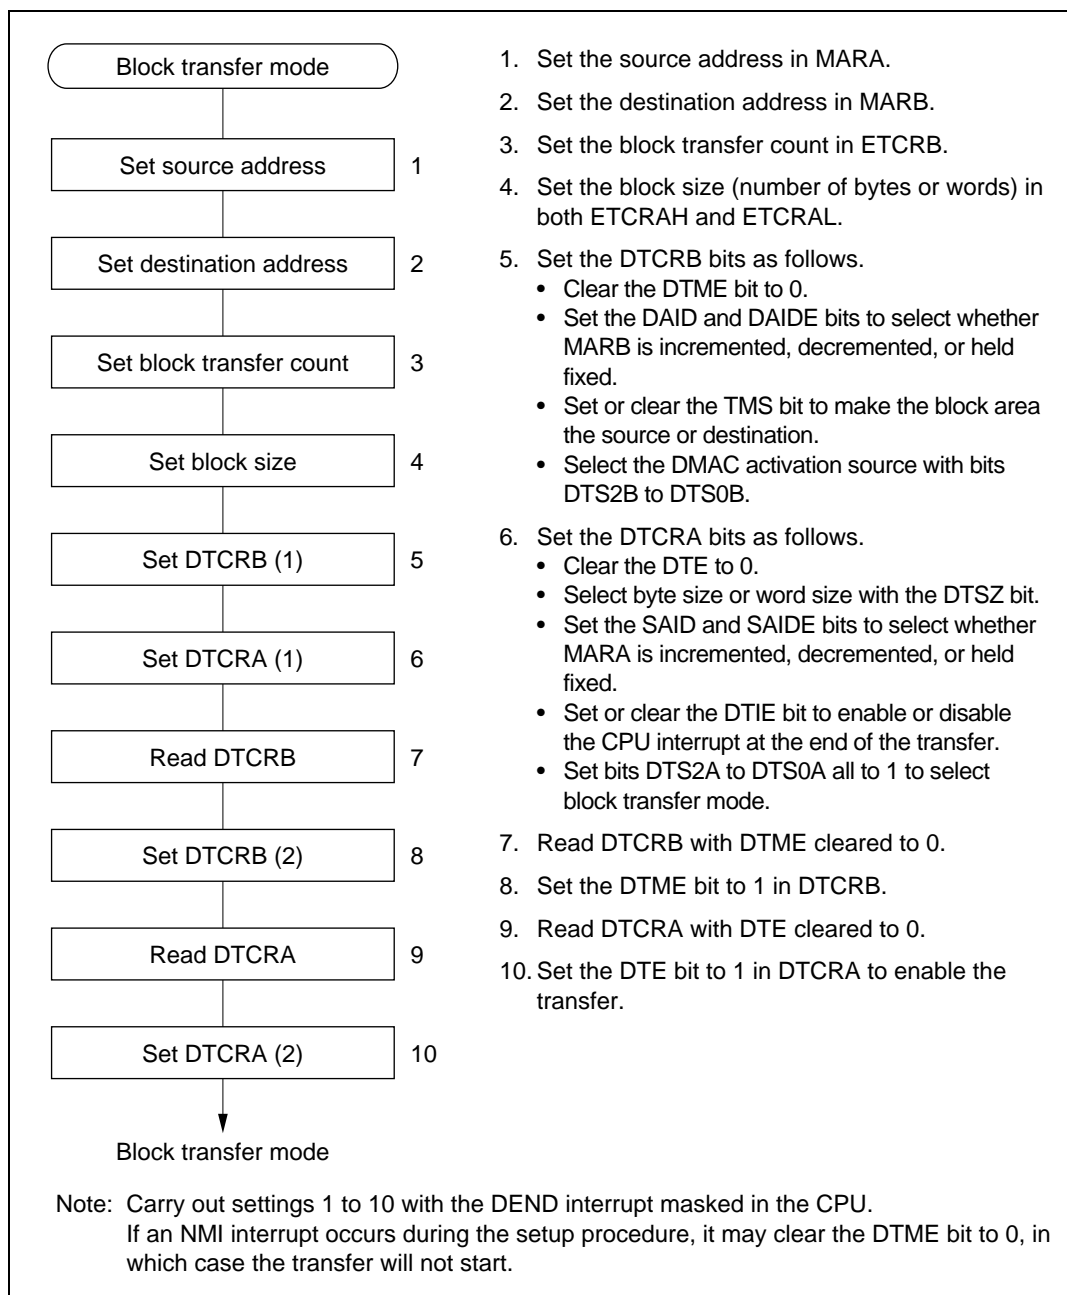 Block transfer mode
Set source address 1
Set destination address 2
Set block transfer count 3
Set block size 4
Set DTCRB (1) 5
Set DTCRA (1) 6
Read DTCRB 7
Set DTCRB (2) 8
Read DTCRA 9
Set DTCRA (2) 10
Block transfer mode
1. Set the source address in MARA.
2. Set the destination address in MARB.
3. Set the block transfer count in ETCRB.
4. Set the block size (number of bytes or words) in
both ETCRAH and ETCRAL.
5. Set the DTCRB bits as follows.
• Clear the DTME bit to 0.
• Set the DAID and DAIDE bits to select whether
MARB is incremented, decremented, or held
fixed.
• Set or clear the TMS bit to make the block area
the source or destination.
• Select the DMAC activation source with bits
DTS2B to DTS0B.
6. Set the DTCRA bits as follows.
• Clear the DTE to 0.
• Select byte size or word size with the DTSZ bit.
• Set the SAID and SAIDE bits to select whether
MARA is incremented, decremented, or held
fixed.
• Set or clear the DTIE bit to enable or disable
the CPU interrupt at the end of the transfer.
• Set bits DTS2A to DTS0A all to 1 to select
block transfer mode.
7. Read DTCRB with DTME cleared to 0.
8. Set the DTME bit to 1 in DTCRB.
9. Read DTCRA with DTE cleared to 0.
10. Set the DTE bit to 1 in DTCRA to enable the
transfer.
Note: Carry out settings 1 to 10 with the DEND interrupt masked in the CPU.
If an NMI interrupt occurs during the setup procedure, it may clear the DTME bit to 0, in
which case the transfer will not start.